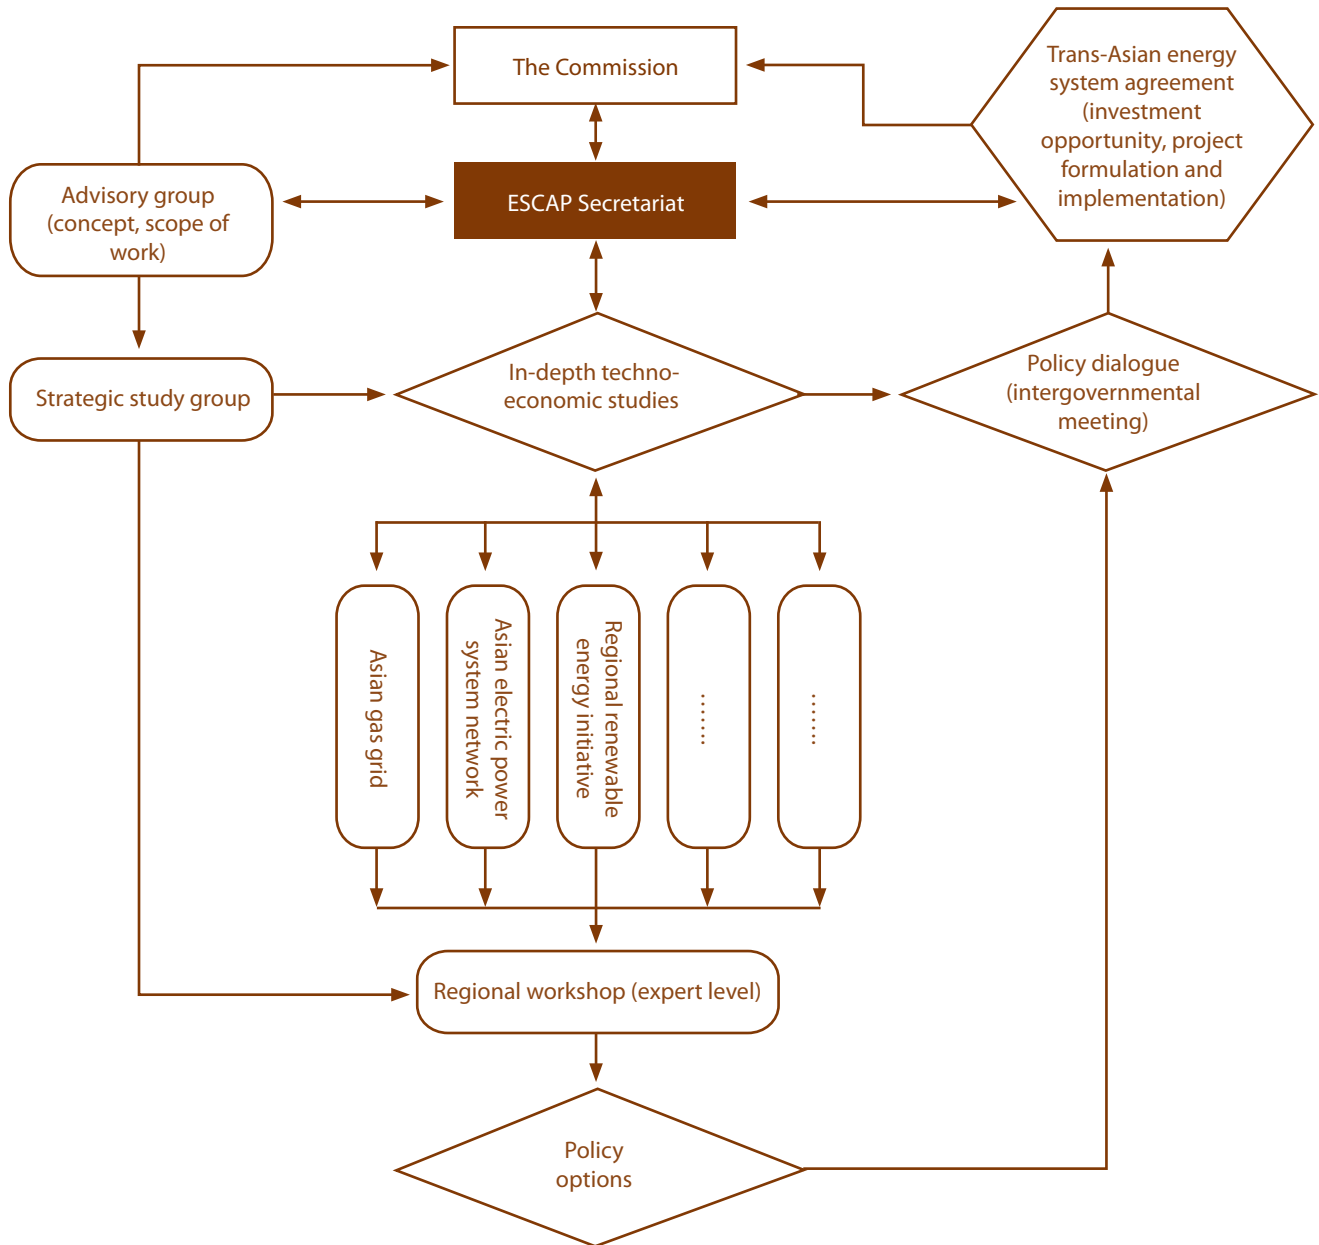 The Commission
Trans-Asian energy
system agreement
(investment
opportunity, project
formulation and
implementation)
Advisory group
(concept, scope of
work)
ESCAP Secretariat
Strategic study group
In-depth techno-
economic studies
Policy dialogue
(intergovernmental
meeting)
Asian gas grid
Asian electric power
system network
Regional renewable
energy initiative
........
........
Regional workshop (expert level)
Policy
options